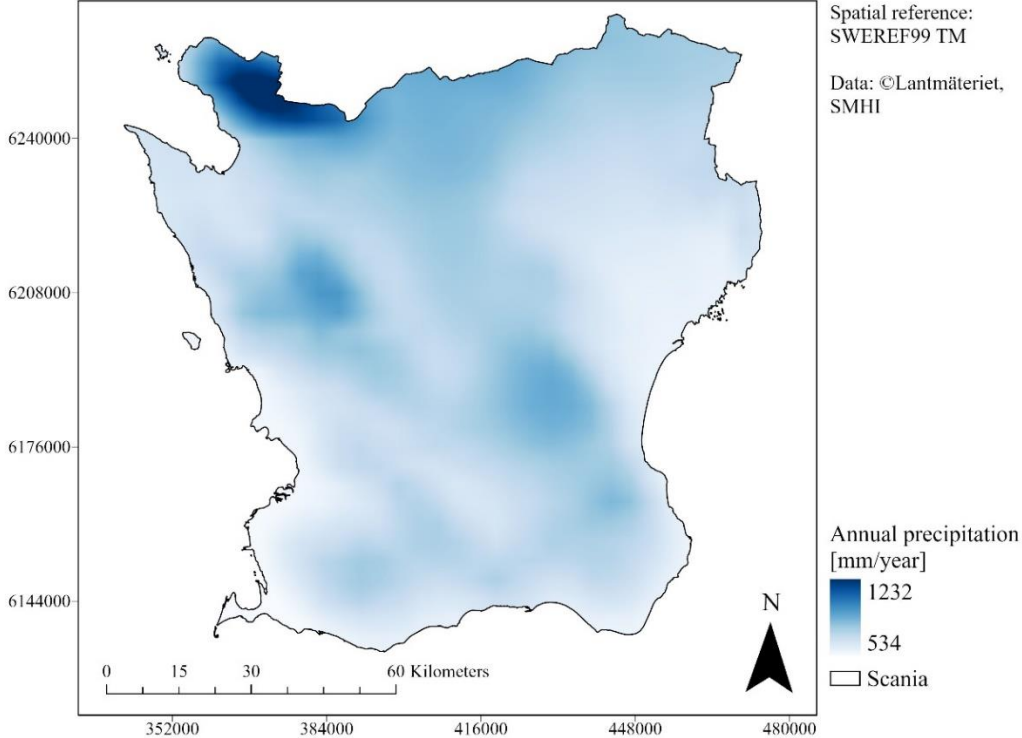 Spatial reference:
SWEREF99 TM
Data: ©Lantmäteriet,
SMHI
6240000
6208000
6176000
6144000
Annual precipitation
[mm/year]
1232
534
Scania
N
0 15 30 60 Kilometers
352000 384000 416000 448000 480000